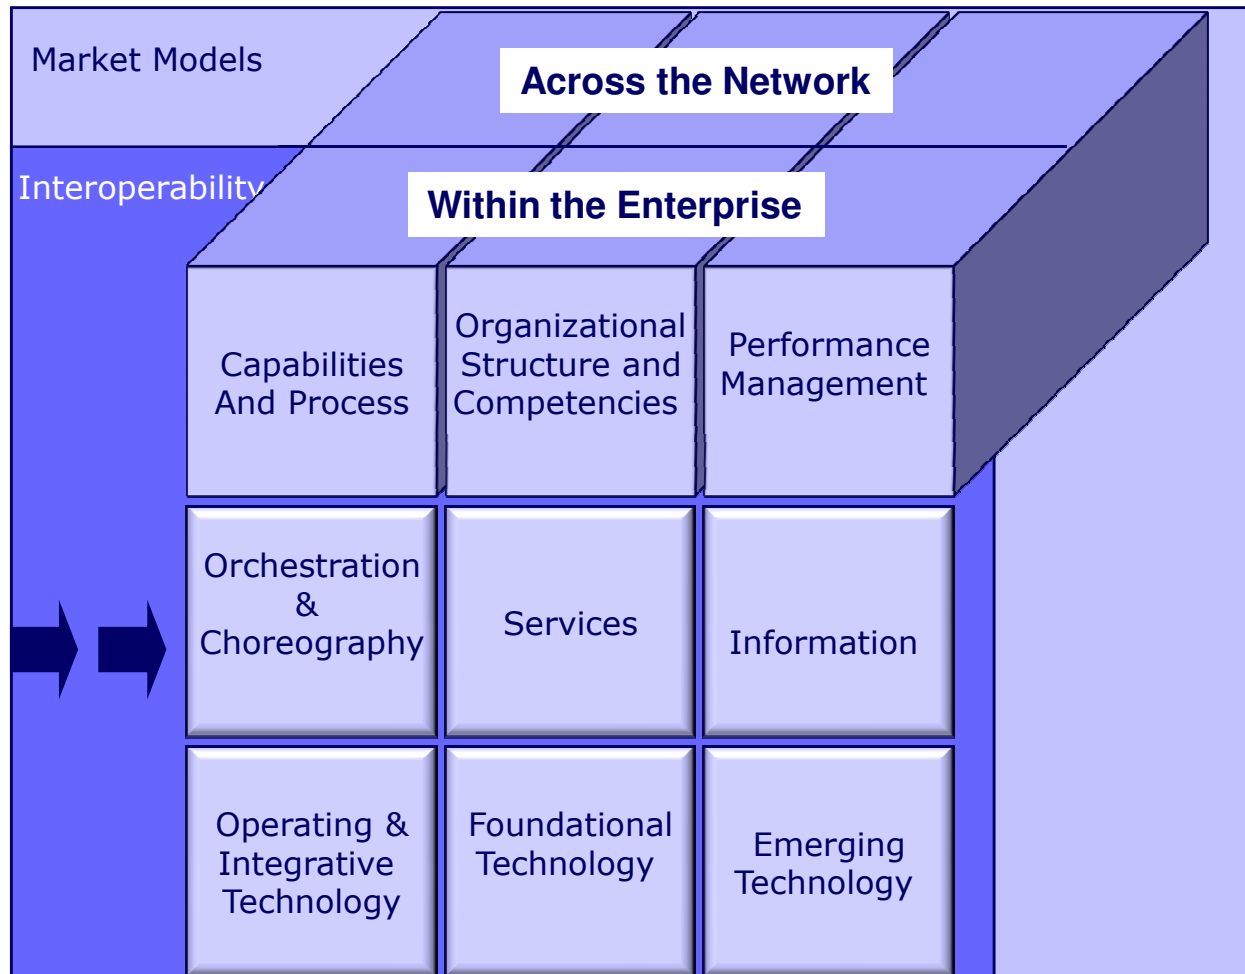 Market Models
Across the Network
Interoperability
Within the Enterprise
Capabilities
And Process
Organizational
Structure and
Competencies
Performance
Management
Orchestration
&
Choreography
Services
Information
Operating &
Integrative
Technology
Foundational
Technology
Emerging
Technology